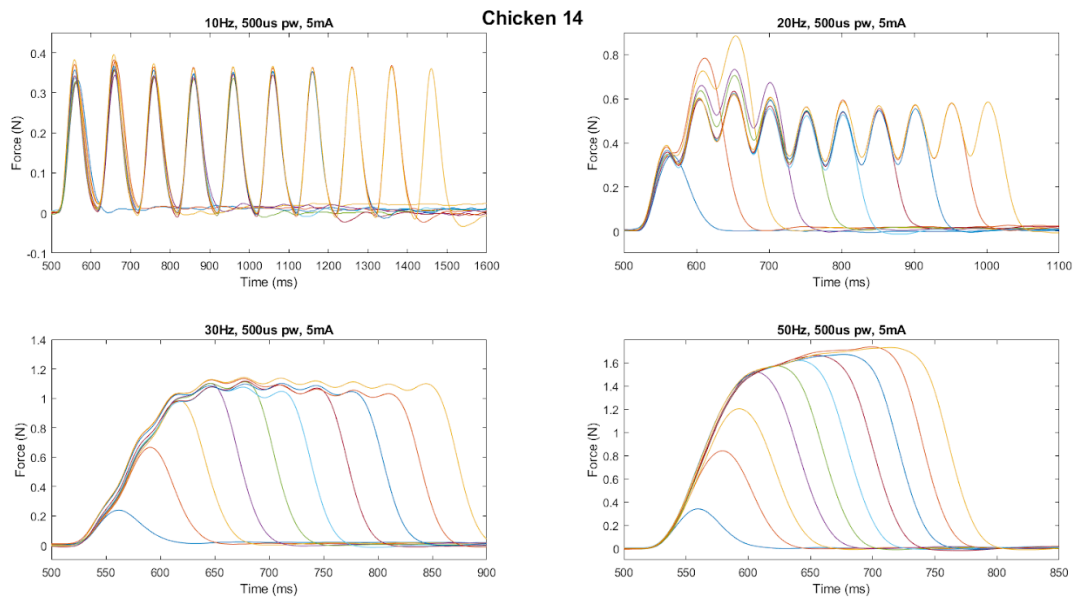 Chicken 14
10Hz, 500us pw, 5mA
Force (N)
0.4
0.3
0.2
0.1
0
-0.1
500 600 700 800 900 1000 1100 1200 1300 1400 1500 1600
Time (ms)
20Hz, 500us pw, 5mA
Force (N)
0.8
0.6
0.4
0.2
0
500 600 700 800 900 1000 1100
Time (ms)
30Hz, 500us pw, 5mA
Force (N)
1.4
1.2
1
0.8
0.6
0.4
0.2
0
500 550 600 650 700 750 800 850 900
Time (ms)
50Hz, 500us pw, 5mA
Force (N)
1.6
1.4
1.2
1
0.8
0.6
0.4
0.2
0
500 550 600 650 700 750 800 850
Time (ms)